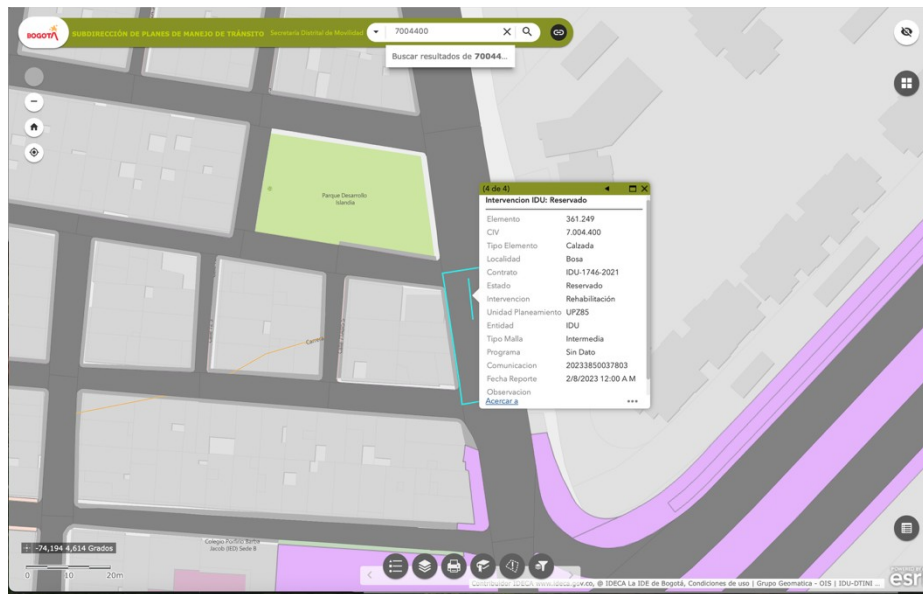 BOGOTÁ
SUBDIRECCIÓN DE PLANES DE MANEJO DE TRÁNSITO Secretaría Distrital de Movilidad
7004400
Buscar resultados de 70044...
Parque Desarrollo
Islandia
(4 de 4)
Intervencion IDU: Reservado
Elemento 361.249
CIV 7.004.400
Tipo Elemento Calzada
Localidad Bosa
Contrato IDU-1746-2021
Estado Reservado
Intervencion Rehabilitación
Unidad Planeamiento UPZ85
Entidad IDU
Tipo Malla Intermedia
Programa Sin Dato
Comunicacion 20233850037803
Fecha Reporte 2/8/2023 12:00 A M
Observacion
Acercar a
Carrera
Colegio Porfirio Barba
Jacob (IED) Sede B
-74,194 4,614 Grados
0 10 20m
Contribuidor IDECA www.ideca.gov.co, @ IDECA La IDE de Bogotá, Condiciones de uso | Grupo Geomatica - OIS | IDU-DTINI ...
POWERED BY
esri